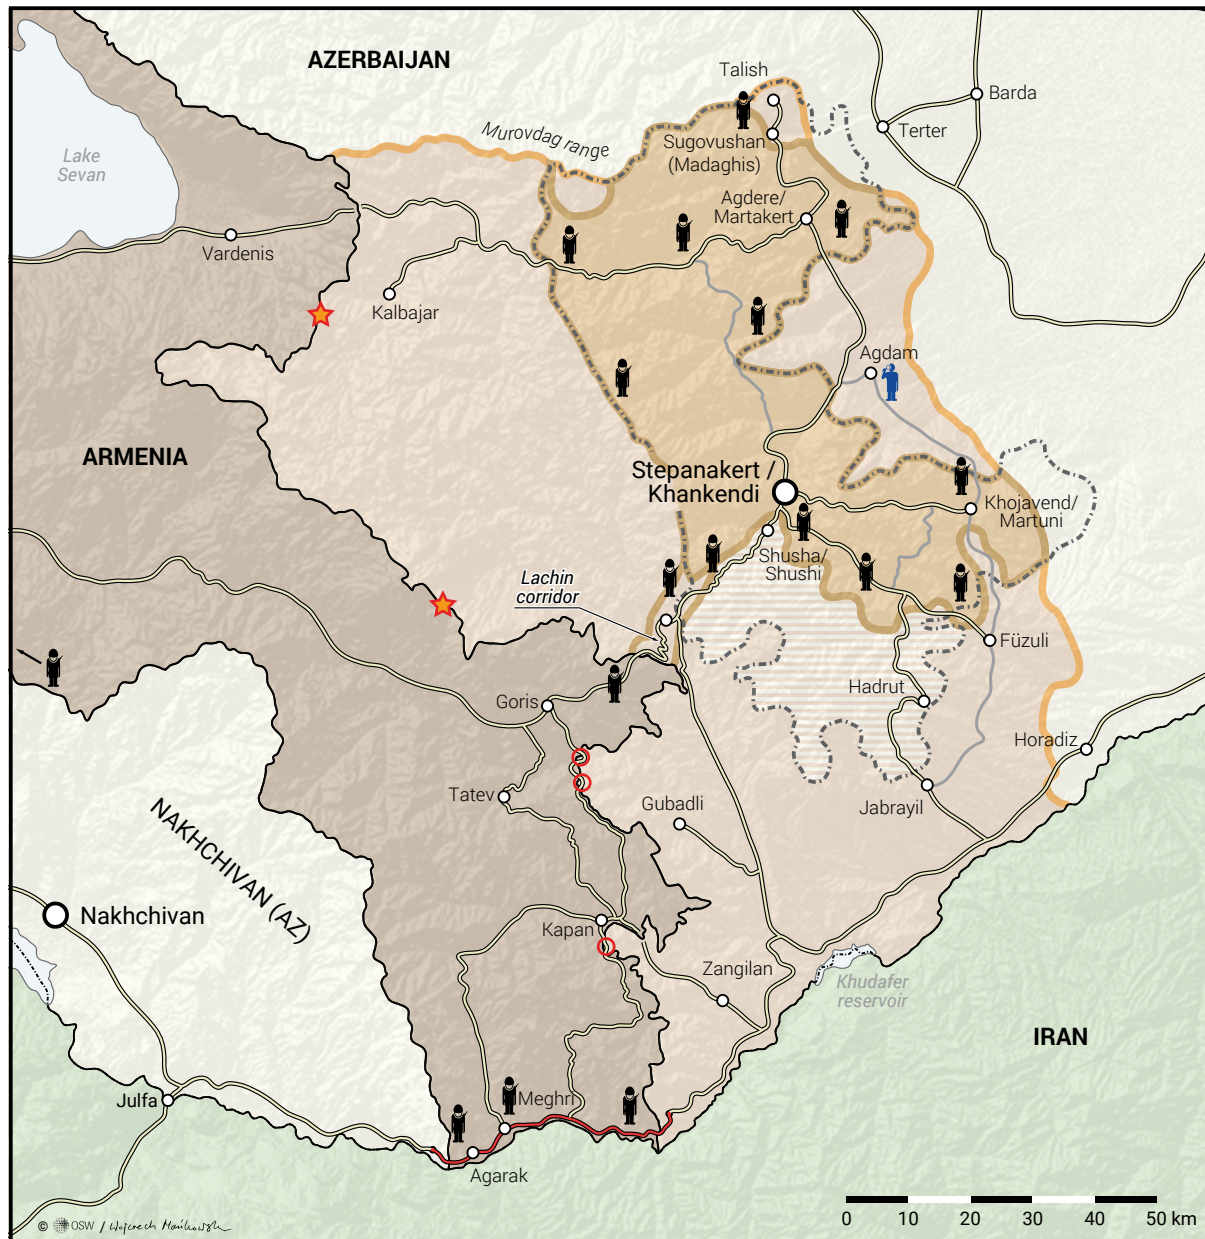 AZERBAIJAN
Talish
Barda
Murovdag range
Terter
Sugovushan
(Madaghis)
Lake
Sevan
Agdere/
Martakert
Vardenis
Kalbajar
Agdam
ARMENIA
Stepanakert /
Khankendi
Khojavend/
Martuni
Shusha/
Shushi
Lachin
corridor
Füzuli
Goris
Hadrut
Horadiz
Tatev
Gubadli
Jabrayil
NAKHCHIVAN (AZ)
Nakhchivan
Kapan
Zangilan
Khudafer
reservoir
IRAN
Julfa
Meghri
Agarak
0 10 20 30 40 50 km
© OSW / Wojciech Mańkowski